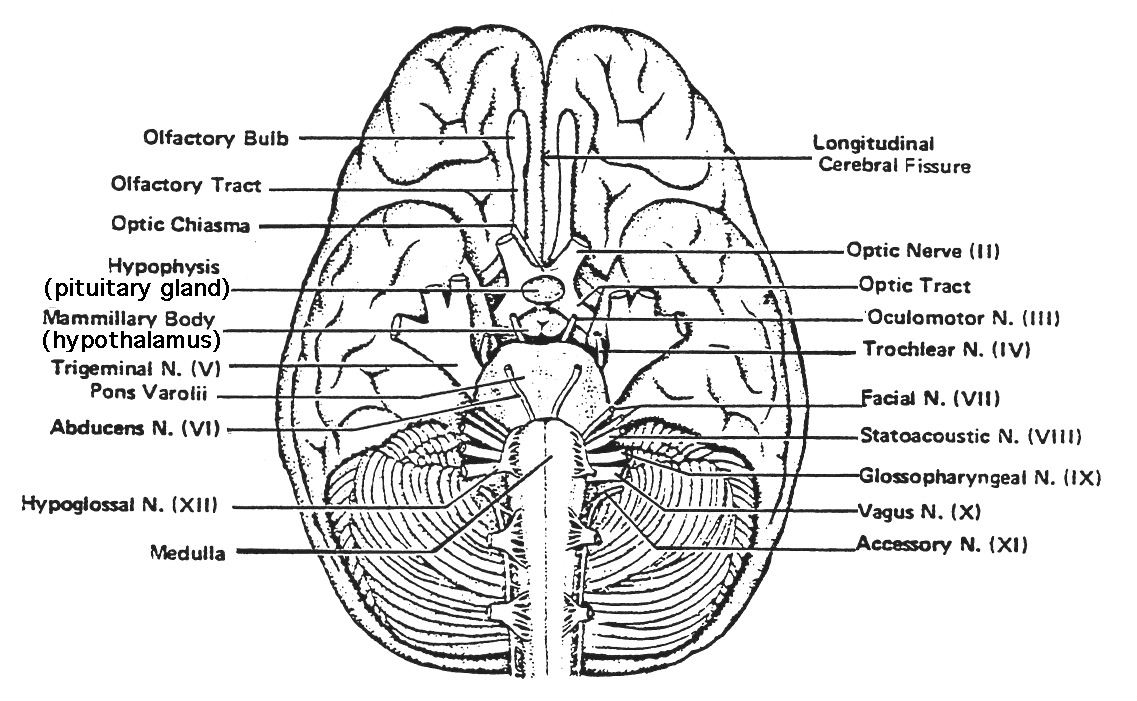 Olfactory Bulb
Olfactory Tract
Optic Chiasma
Hypophysis
(pituitary gland)
Mammillary Body
(hypothalamus)
Trigeminal N. (V)
Pons Varolii
Abducens N. (VI)
Hypoglossal N. (XII)
Medulla
Longitudinal
Cerebral Fissure
Optic Nerve (II)
Optic Tract
Oculomotor N. (III)
Trochlear N. (IV)
Facial N. (VII)
Statoacoustic N. (VIII)
Glossopharyngeal N. (IX)
Vagus N. (X)
Accessory N. (XI)